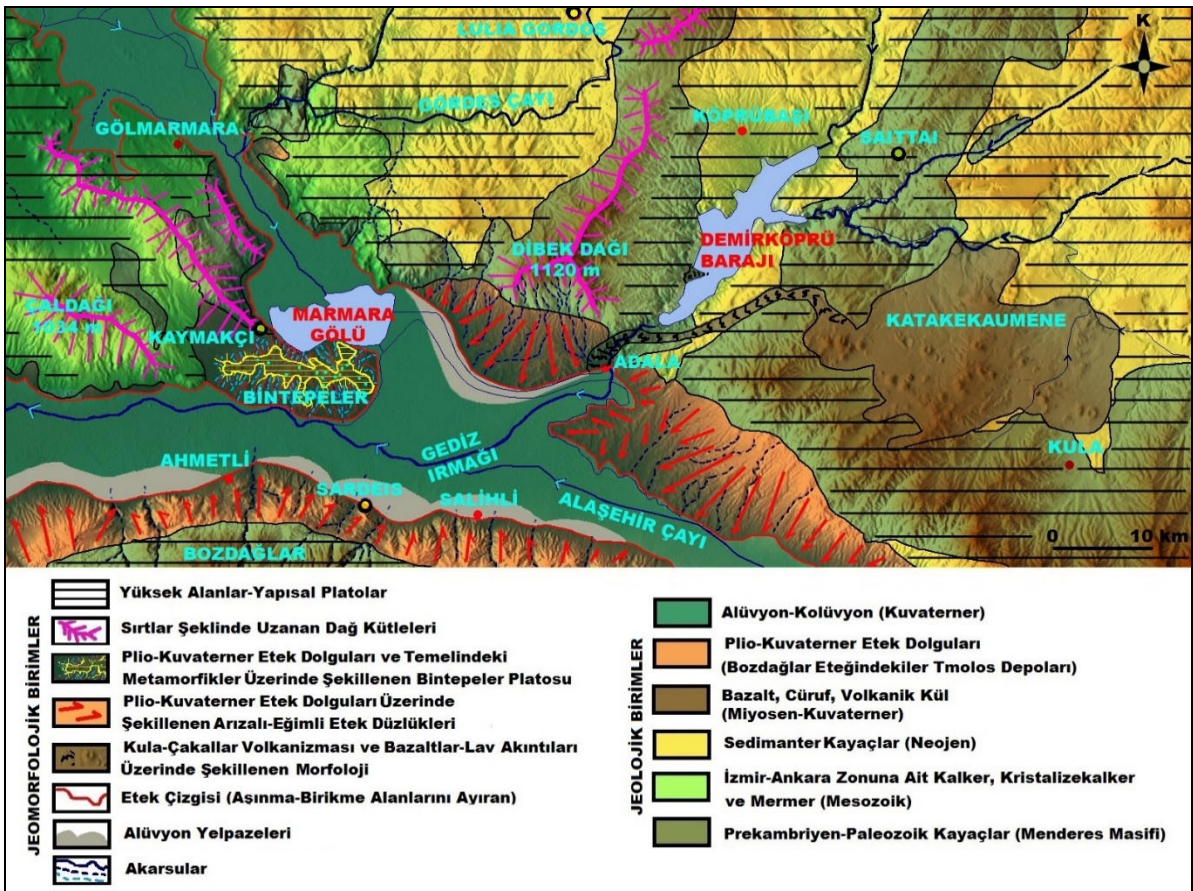 LULIA GORDOS
K
GÖRDES ÇAYI
GÖLMARMARA
KÖPRÜBAŞI
SAITTAI
DİBEK DAĞI
1120 m
DEMİRKÖPRÜ
BARAJI
ÇALDAĞI
1034 m
KAYMAKÇI
MARMARA
GÖLÜ
KATAKEKAUMENE
ADALA
BİNTEPELER
GEDİZ
IRMAĞI
KULA
AHMETLİ
SARDEIS
SALİHLİ
ALAŞEHİR ÇAYI
BOZDAĞLAR
0 10 km
JEOMORFOLOJİK BİRİMLER
Yüksek Alanlar-Yapısal Platolar
Sırtlar Şeklinde Uzanan Dağ Kütleleri
Plio-Kuvaterner Etek Dolguları ve Temelindeki
Metamorfikler Üzerinde Şekillenen Bintepeler Platosu
Plio-Kuvaterner Etek Dolguları Üzerinde
Şekillenen Arızalı-Eğimli Etek Düzlükleri
Kula-Çakallar Volkanizması ve Bazaltlar-Lav Akıntıları
Üzerinde Şekillenen Morfoloji
Etek Çizgisi (Aşınma-Birikme Alanlarını Ayıran)
Alüvyon Yelpazeleri
Akarsular
JEOLOJİK BİRİMLER
Alüvyon-Kolüvyon (Kuvaterner)
Plio-Kuvaterner Etek Dolguları
(Bozdağlar Eteğindekiler Tmolos Depoları)
Bazalt, Cüruf, Volkanik Kül
(Miyosen-Kuvaterner)
Sedimanter Kayaçlar (Neojen)
İzmir-Ankara Zonuna Ait Kalker, Kristalizekalker
ve Mermer (Mesozoik)
Prekambriyen-Paleozoik Kayaçlar (Menderes Masifi)